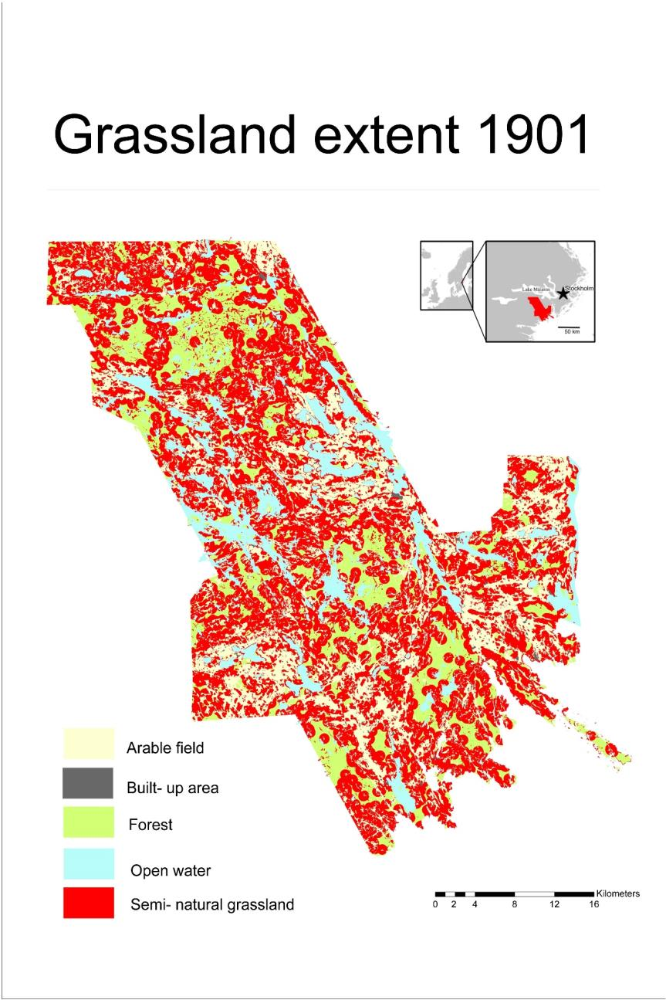 Grassland extent 1901
Lake Mälaren
Stockholm
50 km
Arable field
Built- up area
Forest
Open water
Semi- natural grassland
Kilometers
0 2 4 8 12 16